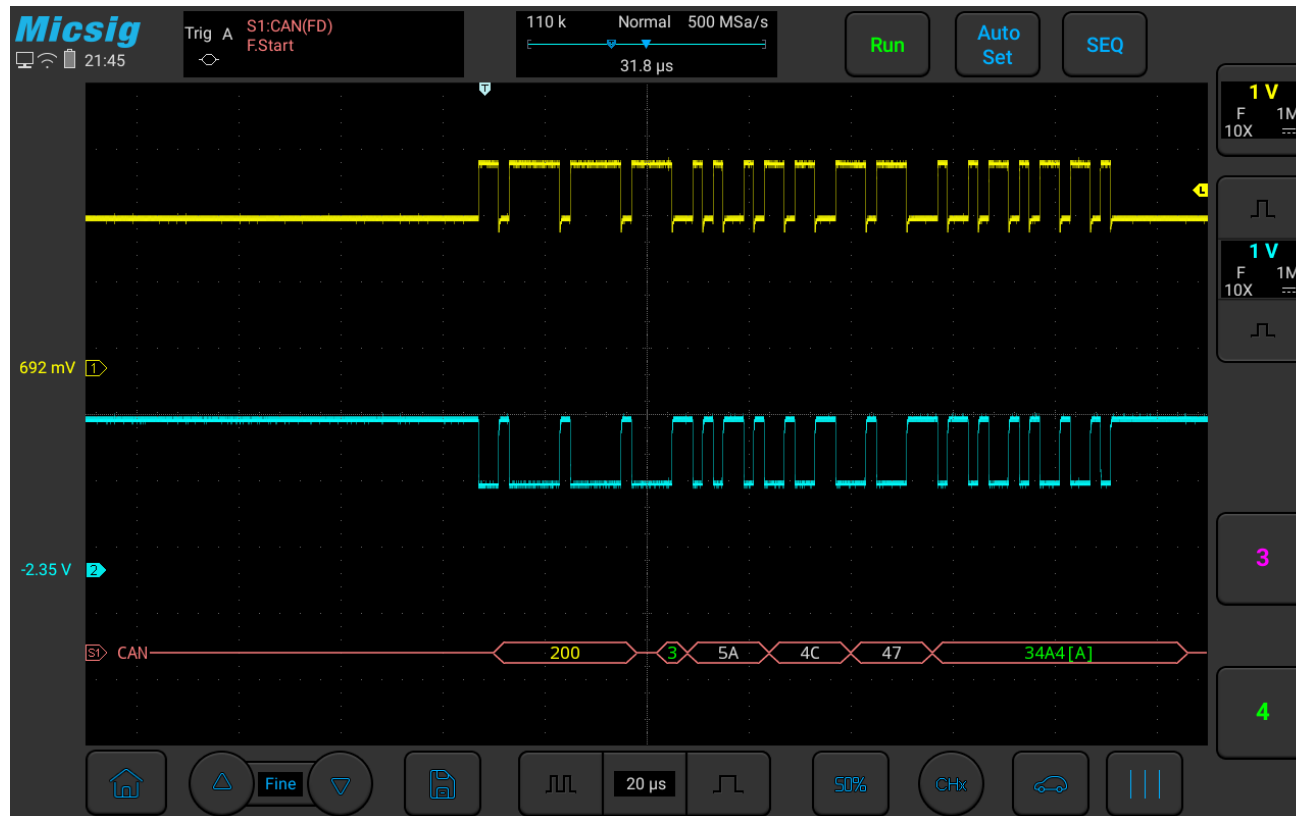 Micsig
21:45
Trig A S1:CAN(FD)
F.Start
110 k Normal 500 MSa/s
T
31.8 µs
Run
Auto
Set
SEQ
T
1 V
F 1M
10X
L
1 V
F 1M
10X
692 mV 1
-2.35 V 2
3
S1 CAN 200 3 5A 4C 47 34A4[A]
4
Fine
20 µs
50%
CHx